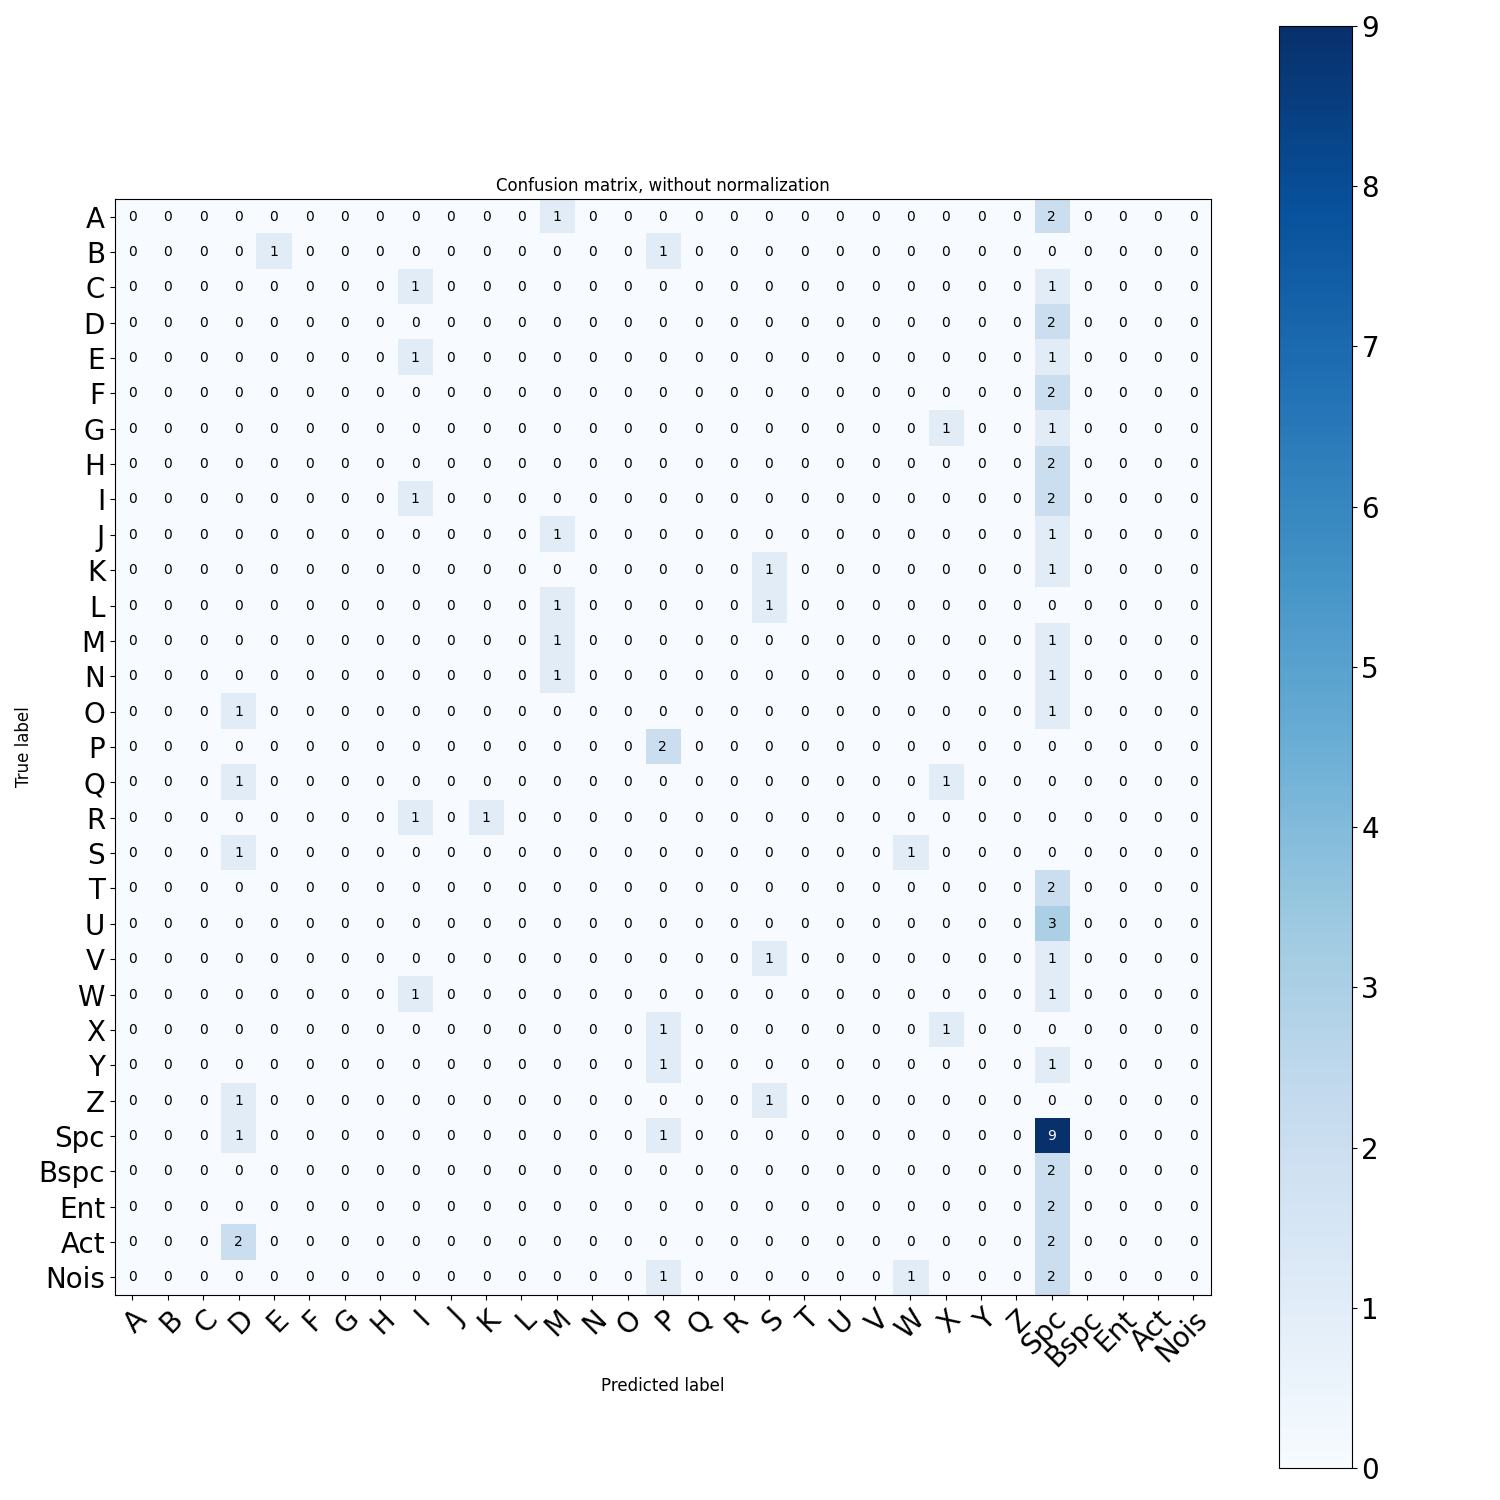 Confusion matrix, without normalization
A 0 0 0 0 0 0 0 0 0 0 0 0 1 0 0 0 0 0 0 0 0 0 0 0 0 0 2 0 0 0 0
B 0 0 0 0 1 0 0 0 0 0 0 0 0 0 0 1 0 0 0 0 0 0 0 0 0 0 0 0 0 0 0
C 0 0 0 0 0 0 0 0 1 0 0 0 0 0 0 0 0 0 0 0 0 0 0 0 0 0 1 0 0 0 0
D 0 0 0 0 0 0 0 0 0 0 0 0 0 0 0 0 0 0 0 0 0 0 0 0 0 0 2 0 0 0 0
E 0 0 0 0 0 0 0 0 1 0 0 0 0 0 0 0 0 0 0 0 0 0 0 0 0 0 1 0 0 0 0
F 0 0 0 0 0 0 0 0 0 0 0 0 0 0 0 0 0 0 0 0 0 0 0 0 0 0 2 0 0 0 0
G 0 0 0 0 0 0 0 0 0 0 0 0 0 0 0 0 0 0 0 0 0 0 0 1 0 0 1 0 0 0 0
H 0 0 0 0 0 0 0 0 0 0 0 0 0 0 0 0 0 0 0 0 0 0 0 0 0 0 2 0 0 0 0
I 0 0 0 0 0 0 0 0 1 0 0 0 0 0 0 0 0 0 0 0 0 0 0 0 0 0 2 0 0 0 0
J 0 0 0 0 0 0 0 0 0 0 0 0 1 0 0 0 0 0 0 0 0 0 0 0 0 0 1 0 0 0 0
K 0 0 0 0 0 0 0 0 0 0 0 0 0 0 0 0 0 0 1 0 0 0 0 0 0 0 1 0 0 0 0
L 0 0 0 0 0 0 0 0 0 0 0 0 1 0 0 0 0 0 1 0 0 0 0 0 0 0 0 0 0 0 0
M 0 0 0 0 0 0 0 0 0 0 0 0 1 0 0 0 0 0 0 0 0 0 0 0 0 0 1 0 0 0 0
N 0 0 0 0 0 0 0 0 0 0 0 0 1 0 0 0 0 0 0 0 0 0 0 0 0 0 1 0 0 0 0
O 0 0 0 1 0 0 0 0 0 0 0 0 0 0 0 0 0 0 0 0 0 0 0 0 0 0 1 0 0 0 0
P 0 0 0 0 0 0 0 0 0 0 0 0 0 0 0 2 0 0 0 0 0 0 0 0 0 0 0 0 0 0 0
Q 0 0 0 1 0 0 0 0 0 0 0 0 0 0 0 0 0 0 0 0 0 0 0 1 0 0 0 0 0 0 0
R 0 0 0 0 0 0 0 0 1 0 1 0 0 0 0 0 0 0 0 0 0 0 0 0 0 0 0 0 0 0 0
S 0 0 0 1 0 0 0 0 0 0 0 0 0 0 0 0 0 0 0 0 0 0 1 0 0 0 0 0 0 0 0
T 0 0 0 0 0 0 0 0 0 0 0 0 0 0 0 0 0 0 0 0 0 0 0 0 0 0 2 0 0 0 0
U 0 0 0 0 0 0 0 0 0 0 0 0 0 0 0 0 0 0 0 0 0 0 0 0 0 0 3 0 0 0 0
V 0 0 0 0 0 0 0 0 0 0 0 0 0 0 0 0 0 0 1 0 0 0 0 0 0 0 1 0 0 0 0
W 0 0 0 0 0 0 0 0 1 0 0 0 0 0 0 0 0 0 0 0 0 0 0 0 0 0 1 0 0 0 0
X 0 0 0 0 0 0 0 0 0 0 0 0 0 0 0 1 0 0 0 0 0 0 0 1 0 0 0 0 0 0 0
Y 0 0 0 0 0 0 0 0 0 0 0 0 0 0 0 1 0 0 0 0 0 0 0 0 0 0 1 0 0 0 0
Z 0 0 0 1 0 0 0 0 0 0 0 0 0 0 0 0 0 0 1 0 0 0 0 0 0 0 0 0 0 0 0
Spc 0 0 0 1 0 0 0 0 0 0 0 0 0 0 0 1 0 0 0 0 0 0 0 0 0 0 9 0 0 0 0
Bspc 0 0 0 0 0 0 0 0 0 0 0 0 0 0 0 0 0 0 0 0 0 0 0 0 0 0 2 0 0 0 0
Ent 0 0 0 0 0 0 0 0 0 0 0 0 0 0 0 0 0 0 0 0 0 0 0 0 0 0 2 0 0 0 0
Act 0 0 0 2 0 0 0 0 0 0 0 0 0 0 0 0 0 0 0 0 0 0 0 0 0 0 2 0 0 0 0
Nois 0 0 0 0 0 0 0 0 0 0 0 0 0 0 0 1 0 0 0 0 0 0 1 0 0 0 2 0 0 0 0
A B C D E F G H I J K L M N O P Q R S T U V W X Y Z Spc Bspc Ent Act Nois
Predicted label
True label
9
8
7
6
5
4
3
2
1
0